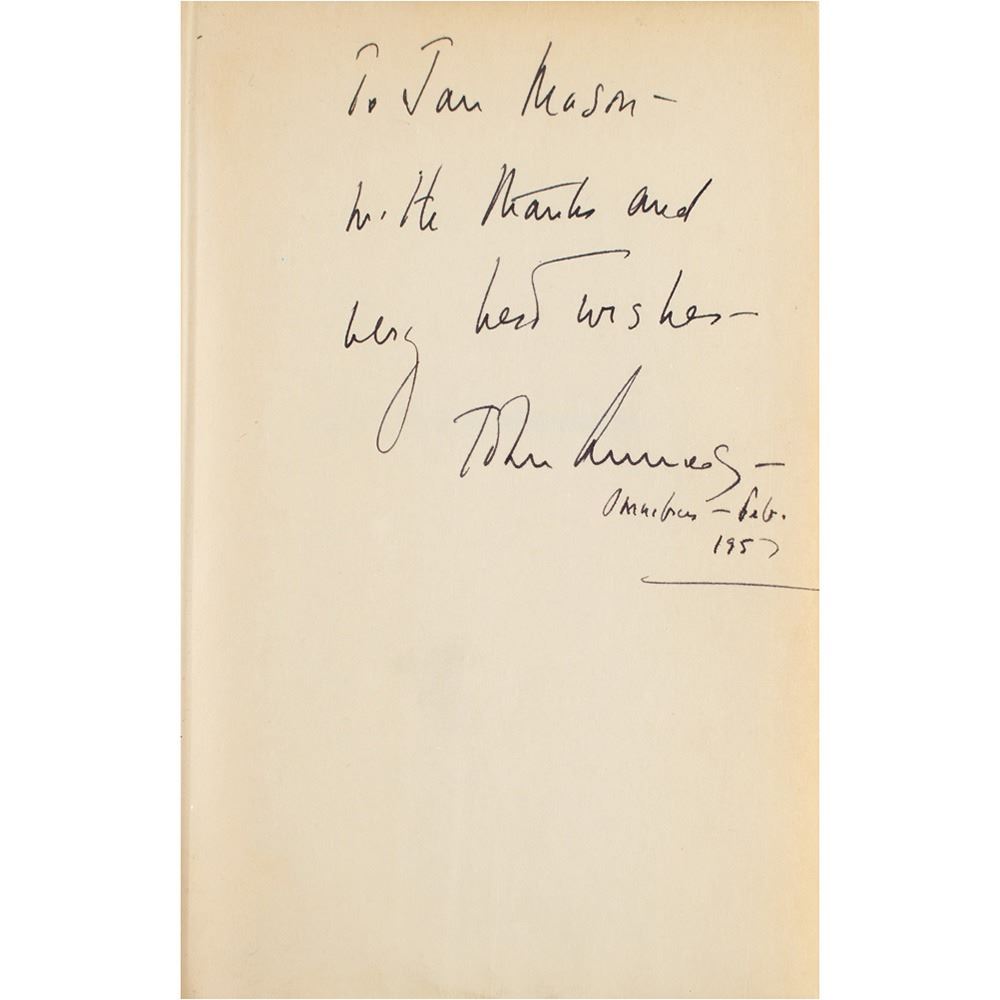 To Jan Mason –
with thanks and
very best wishes –
John Kennedy –
Omnibus – Feb.
1957